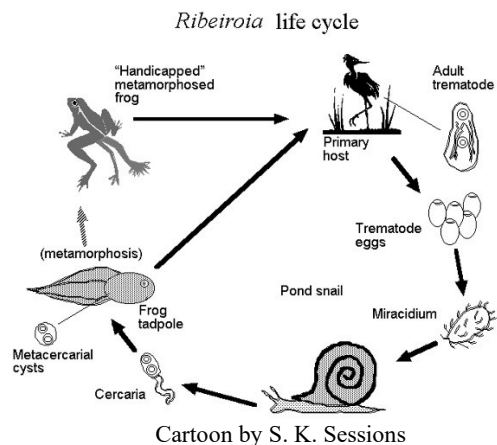 Ribeiroia life cycle
"Handicapped"
metamorphosed
frog
Adult
trematode
Primary
host
Trematode
eggs
(metamorphosis)
Frog
tadpole
Pond snail
Miracidium
Metacercarial
cysts
Cercaria
Cartoon by S. K. Sessions